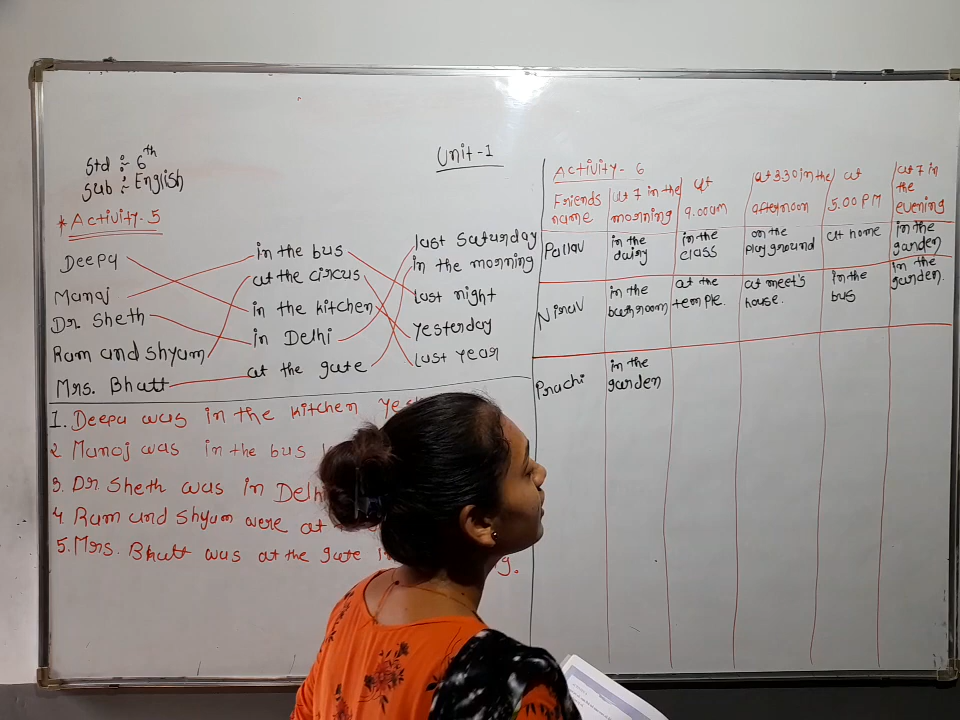 Std : 6th
Sub : English
Unit -1
* Activity - 5
Deepa
Manoj
Dr. Sheth
Ram and Shyam
Mrs. Bhatt
in the bus
at the circus
in the kitchen
in Delhi
at the gate
last Saturday
in the morning
last night
yesterday
last year
1. Deepa was in the kitchen
2 Manoj was in the bus
3. Dr. Sheth was in Delhi
4. Ram and Shyam were at
5. Mrs. Bhatt was at the gate
Activity - 6
Friends name
at 7 in the morning
at 9.00 am
at 3.30 in the afternoon
at 5.00 PM
at 7 in the evening
Pallav
in the dairy
in the class
on the play ground
at home
in the garden
Nirav
in the bathroom
at the temple.
at meet's house.
in the bus
in the garden.
Prachi
in the garden